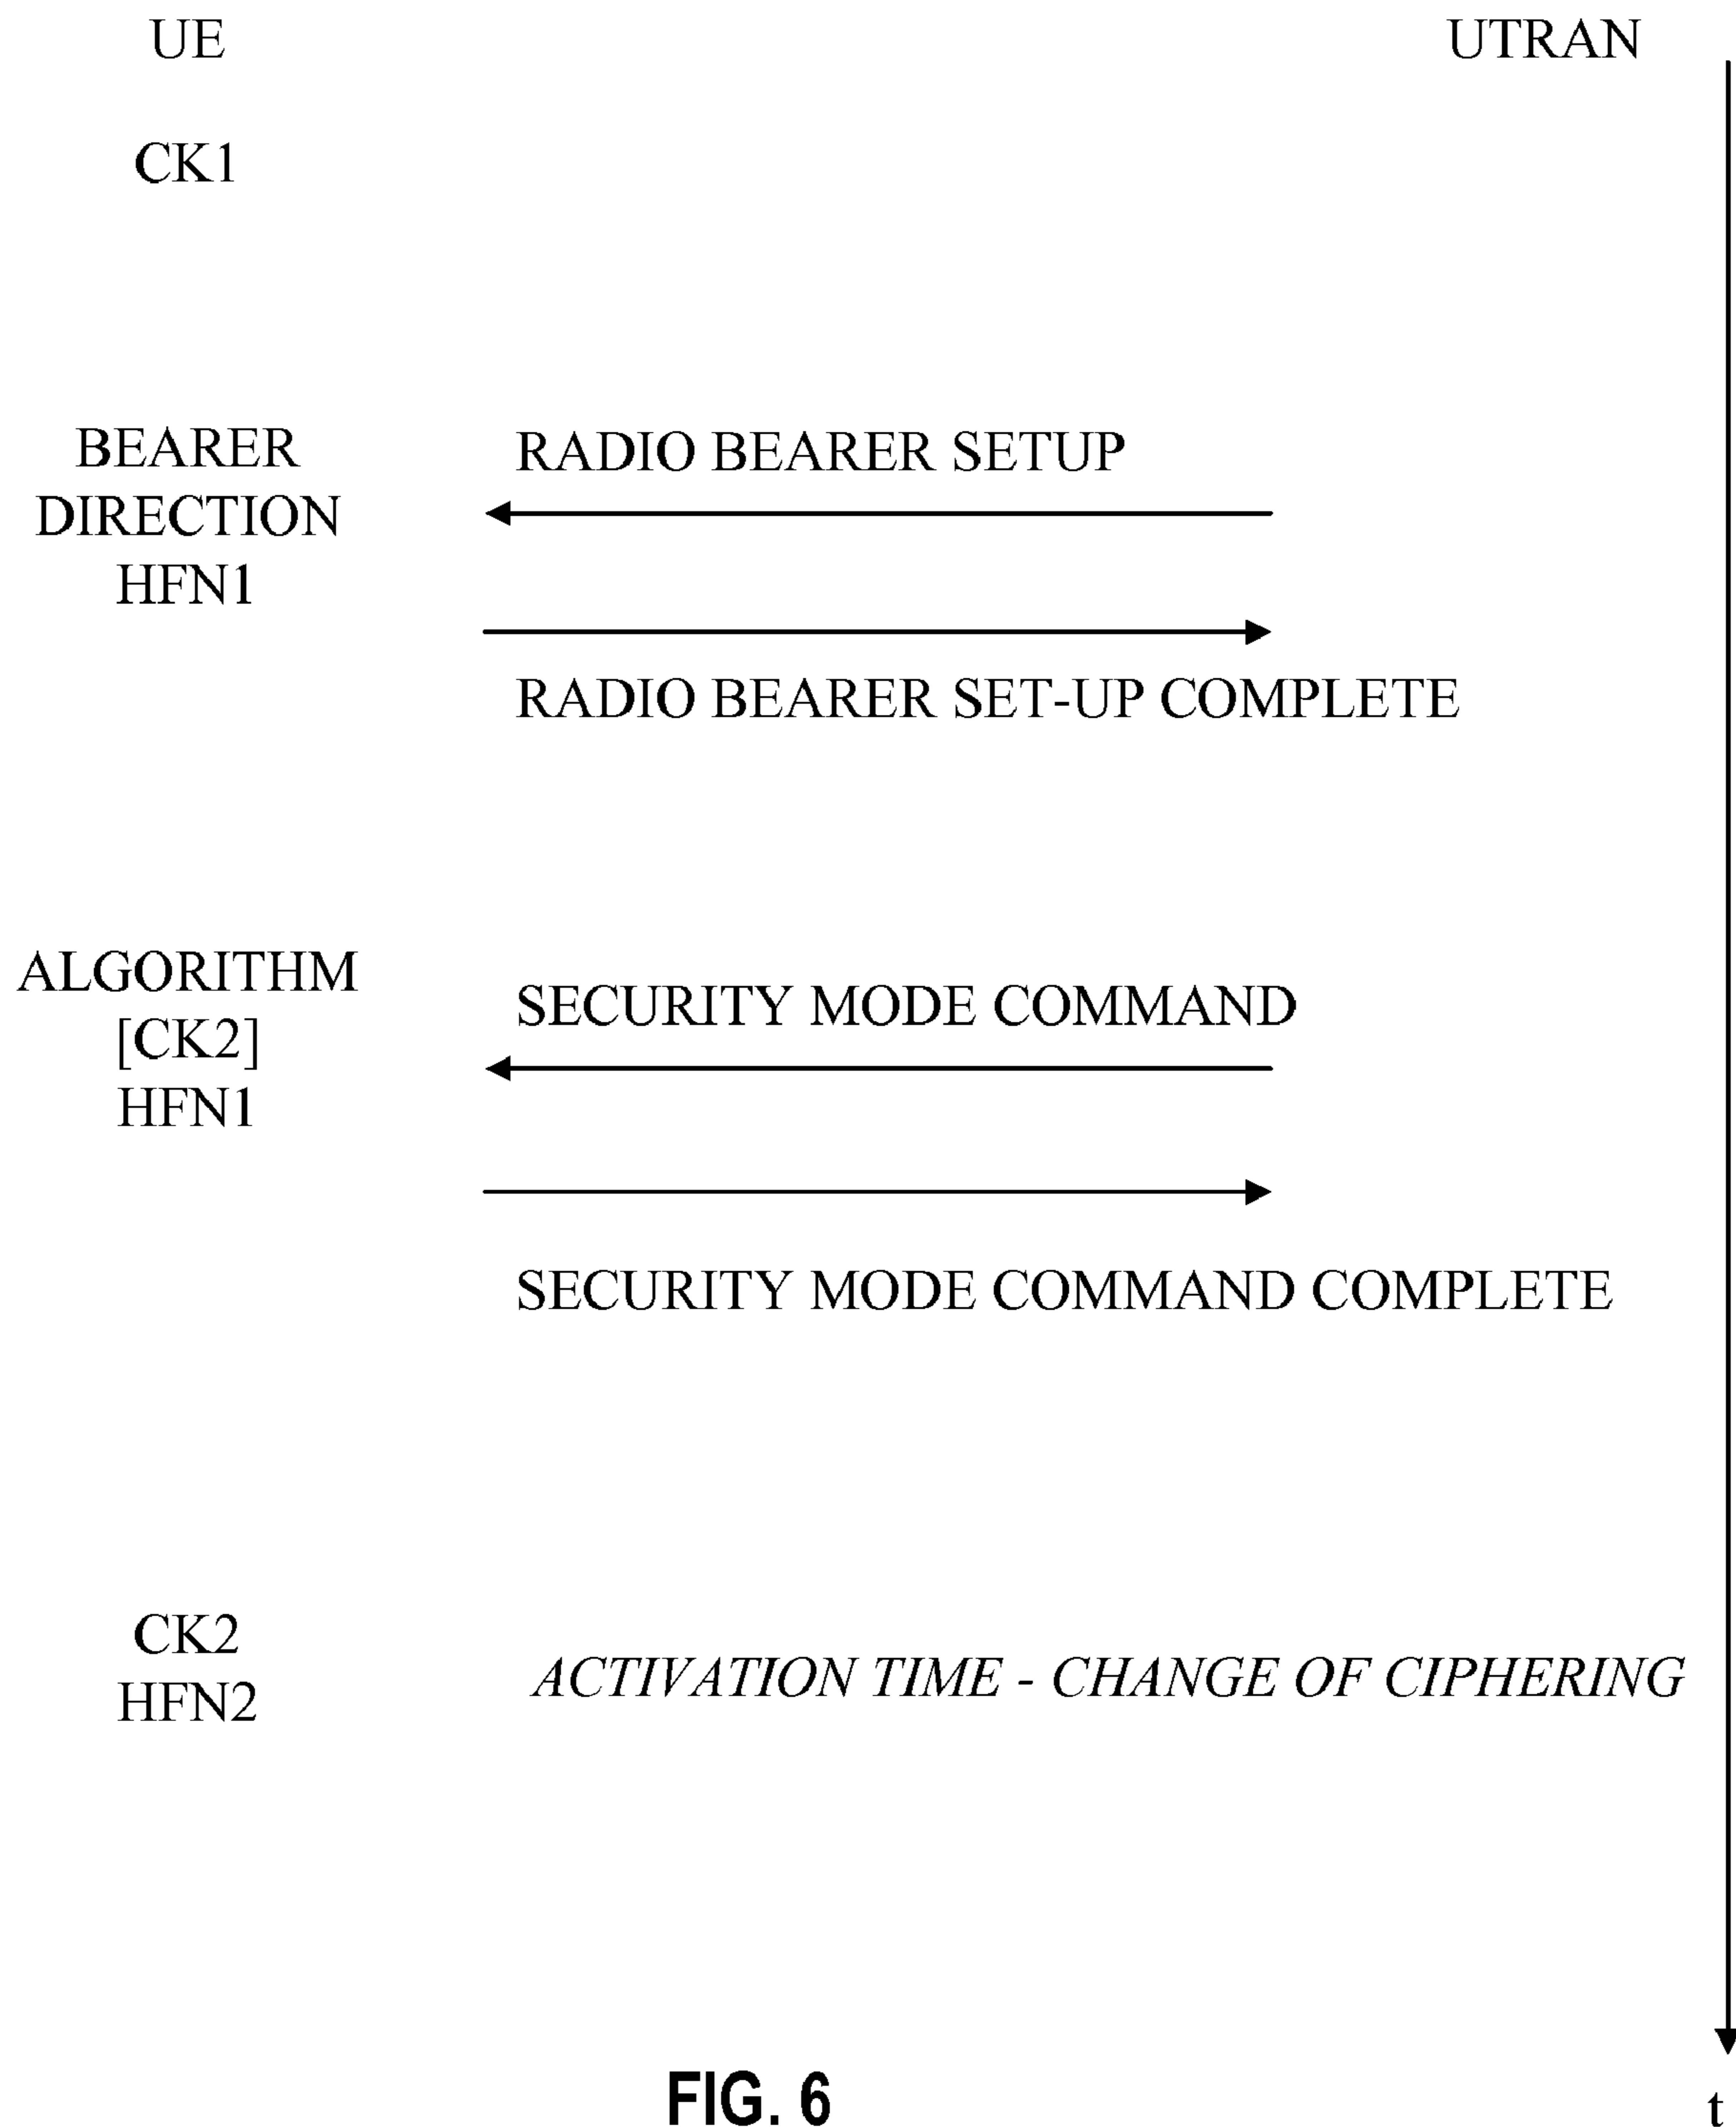 UE
UTRAN
CK1
BEARER
DIRECTION
HFN1
RADIO BEARER SETUP
RADIO BEARER SET-UP COMPLETE
ALGORITHM
[CK2]
HFN1
SECURITY MODE COMMAND
SECURITY MODE COMMAND COMPLETE
CK2
HFN2
ACTIVATION TIME - CHANGE OF CIPHERING
FIG. 6
t